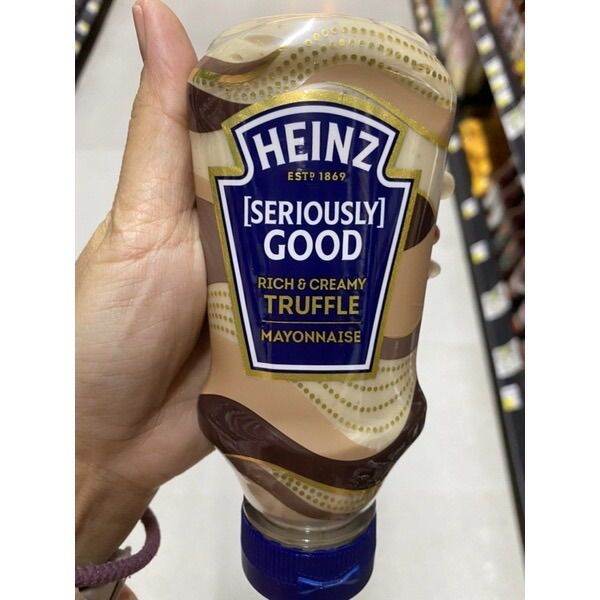 HEINZ
ESTD 1869
[SERIOUSLY]
GOOD
RICH & CREAMY
TRUFFLE
MAYONNAISE